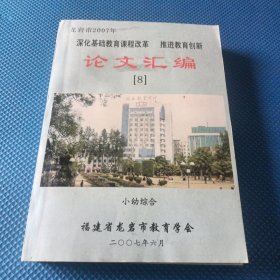 龙岩市2007年
深化基础教育课程改革 推进教育创新
论文汇编
[8]
小幼综合
福建省龙岩市教育学会
二〇〇七年六月